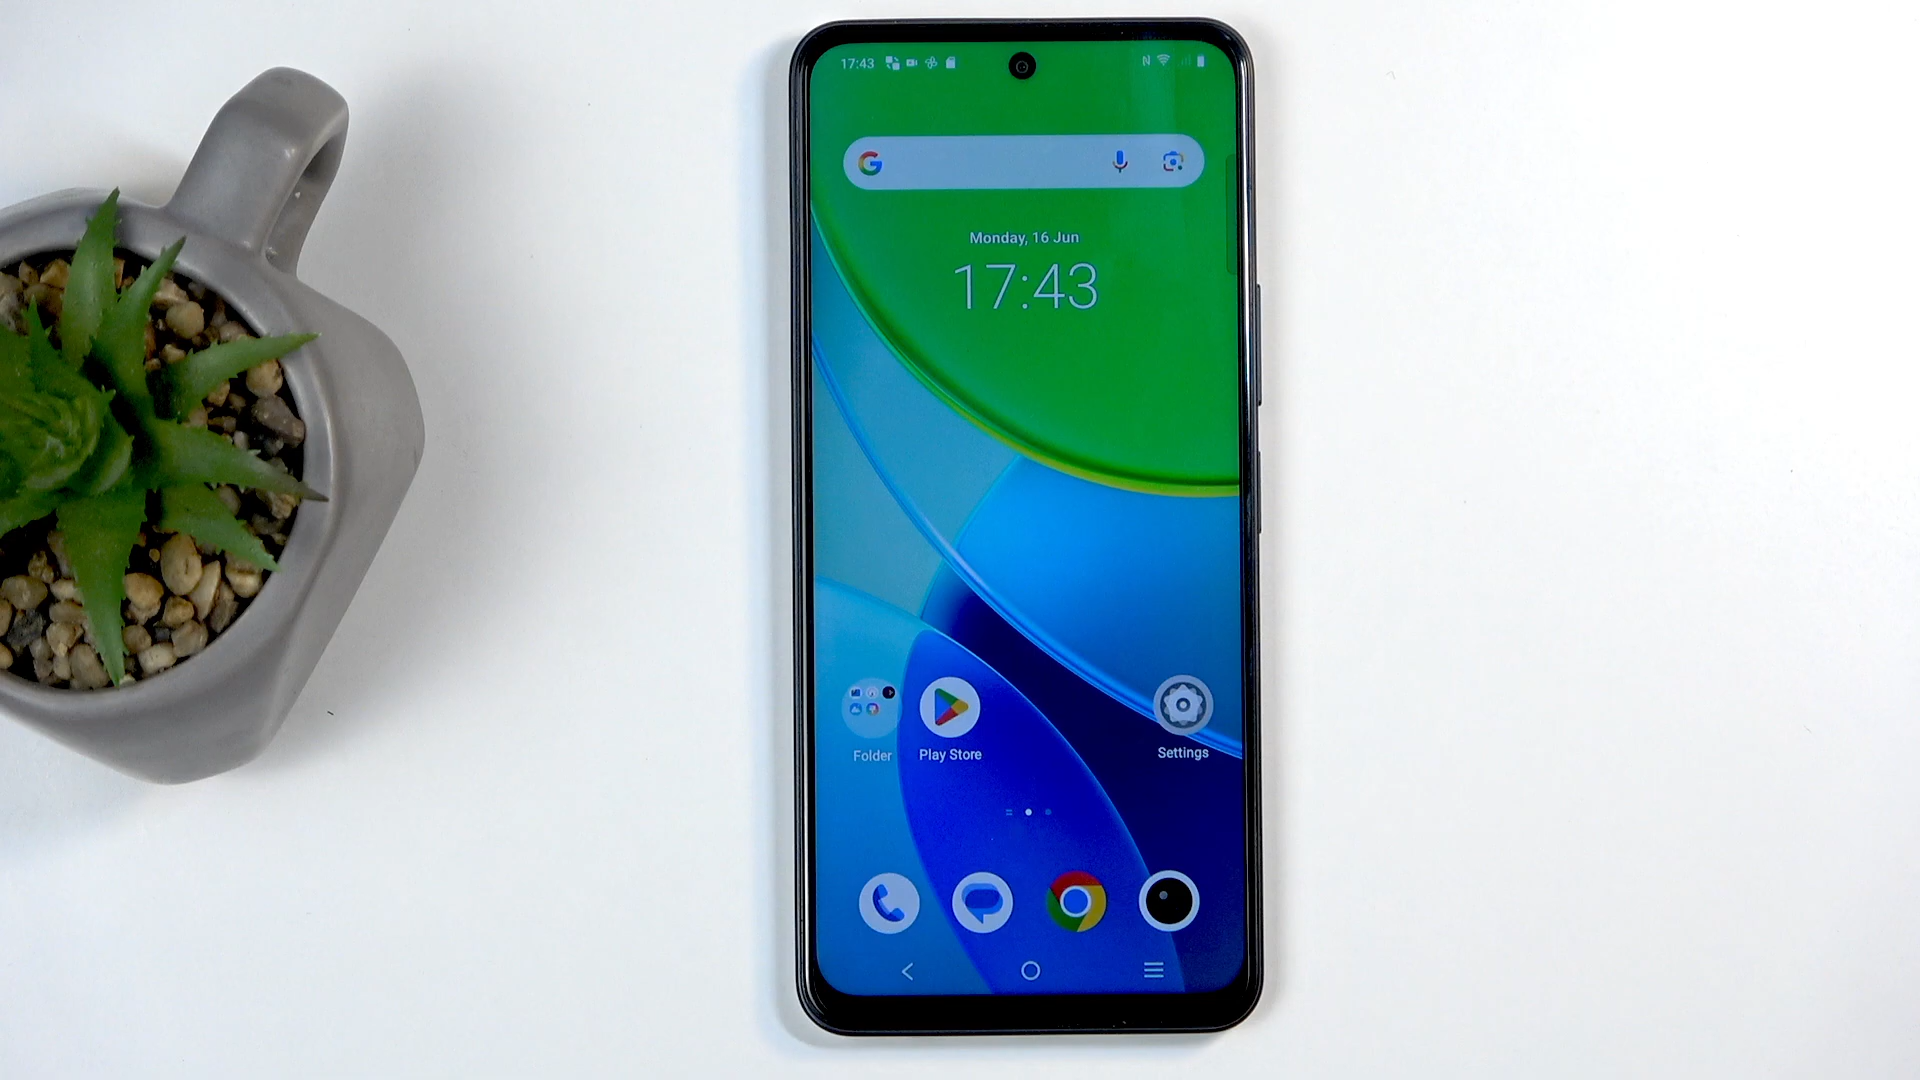 17:43
N
G
Monday, 16 Jun
17:43
Folder
Play Store
Settings